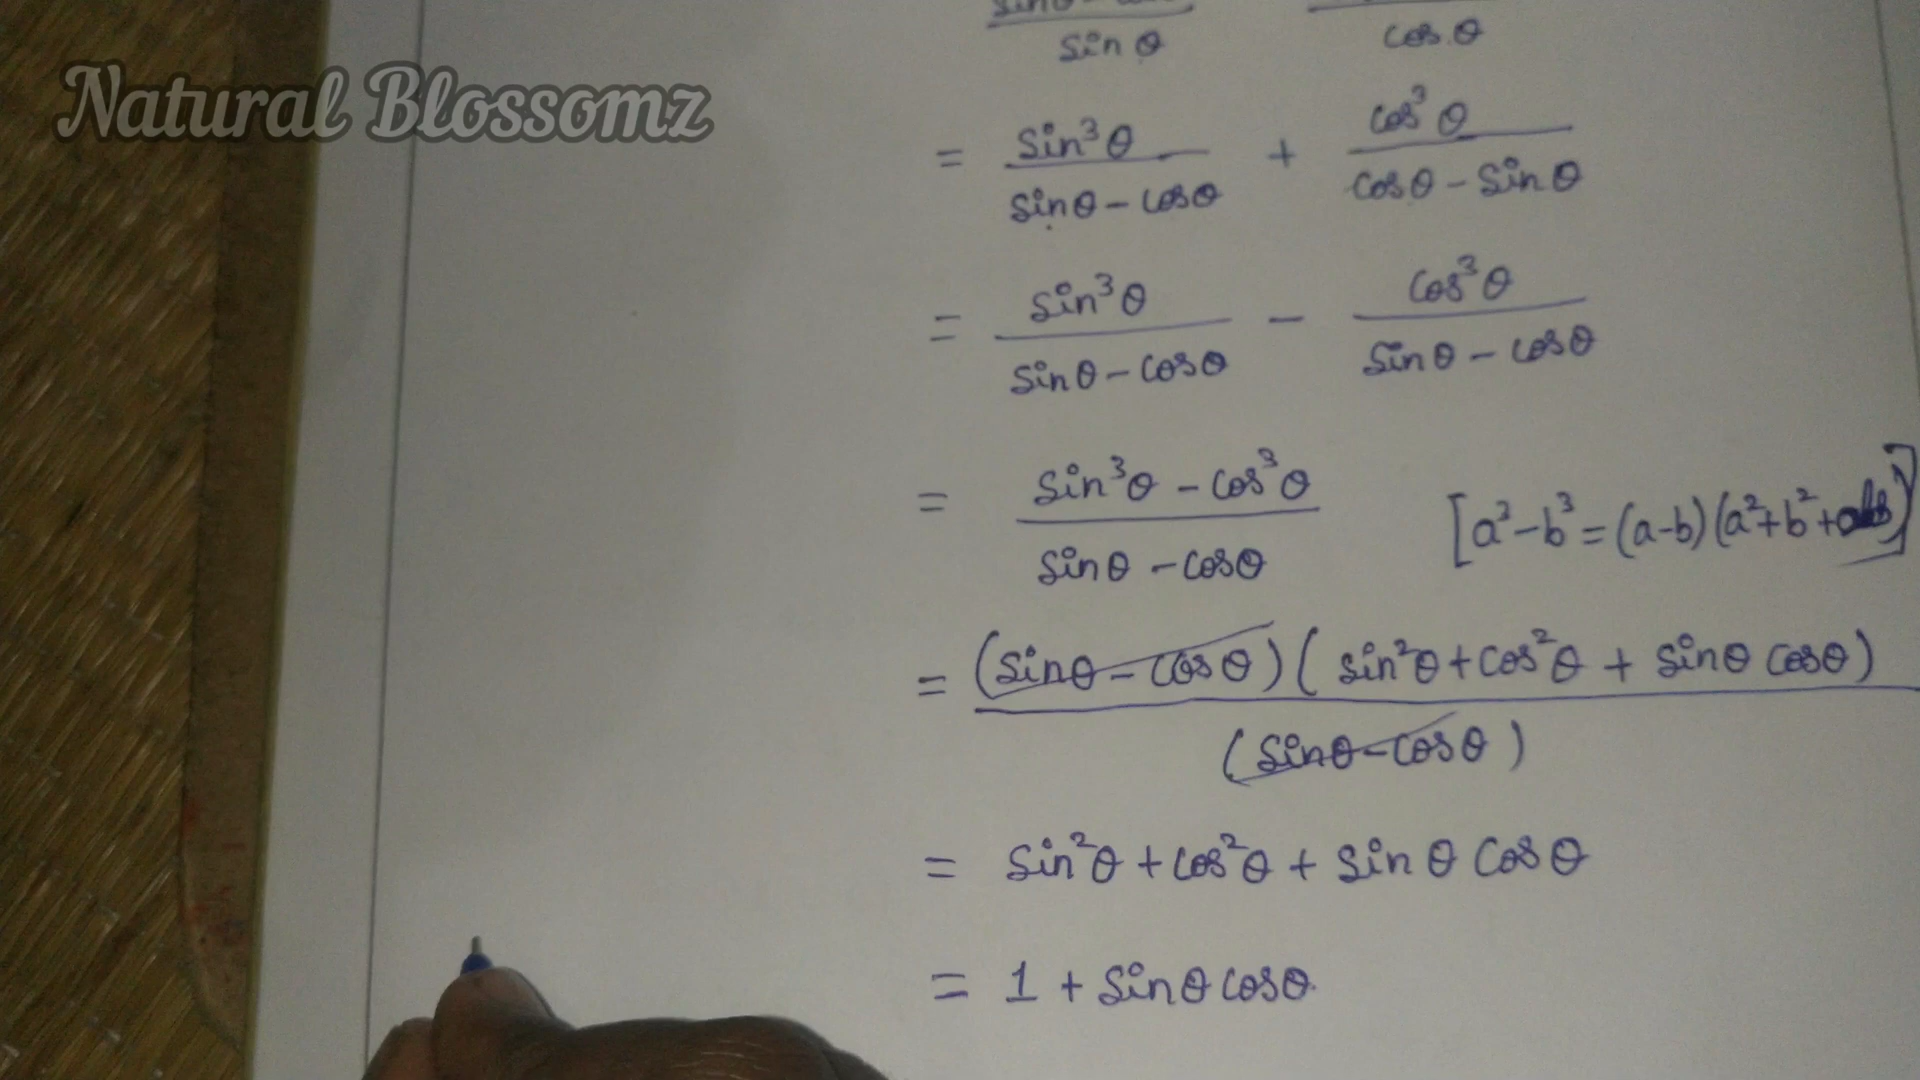 Natural Blossomz
sin θ cos θ
= sin³θ / sinθ - cosθ + cos³θ / cosθ - sinθ
= sin³θ / sinθ - cosθ - cos³θ / sinθ - cosθ
= sin³θ - cos³θ / sinθ - cosθ [a³ - b³ = (a-b)(a² + b² + ab)]
= (sinθ - cosθ)(sin²θ + cos²θ + sinθ cosθ) / (sinθ - cosθ)
= sin²θ + cos²θ + sin θ cos θ
= 1 + sinθ cosθ.